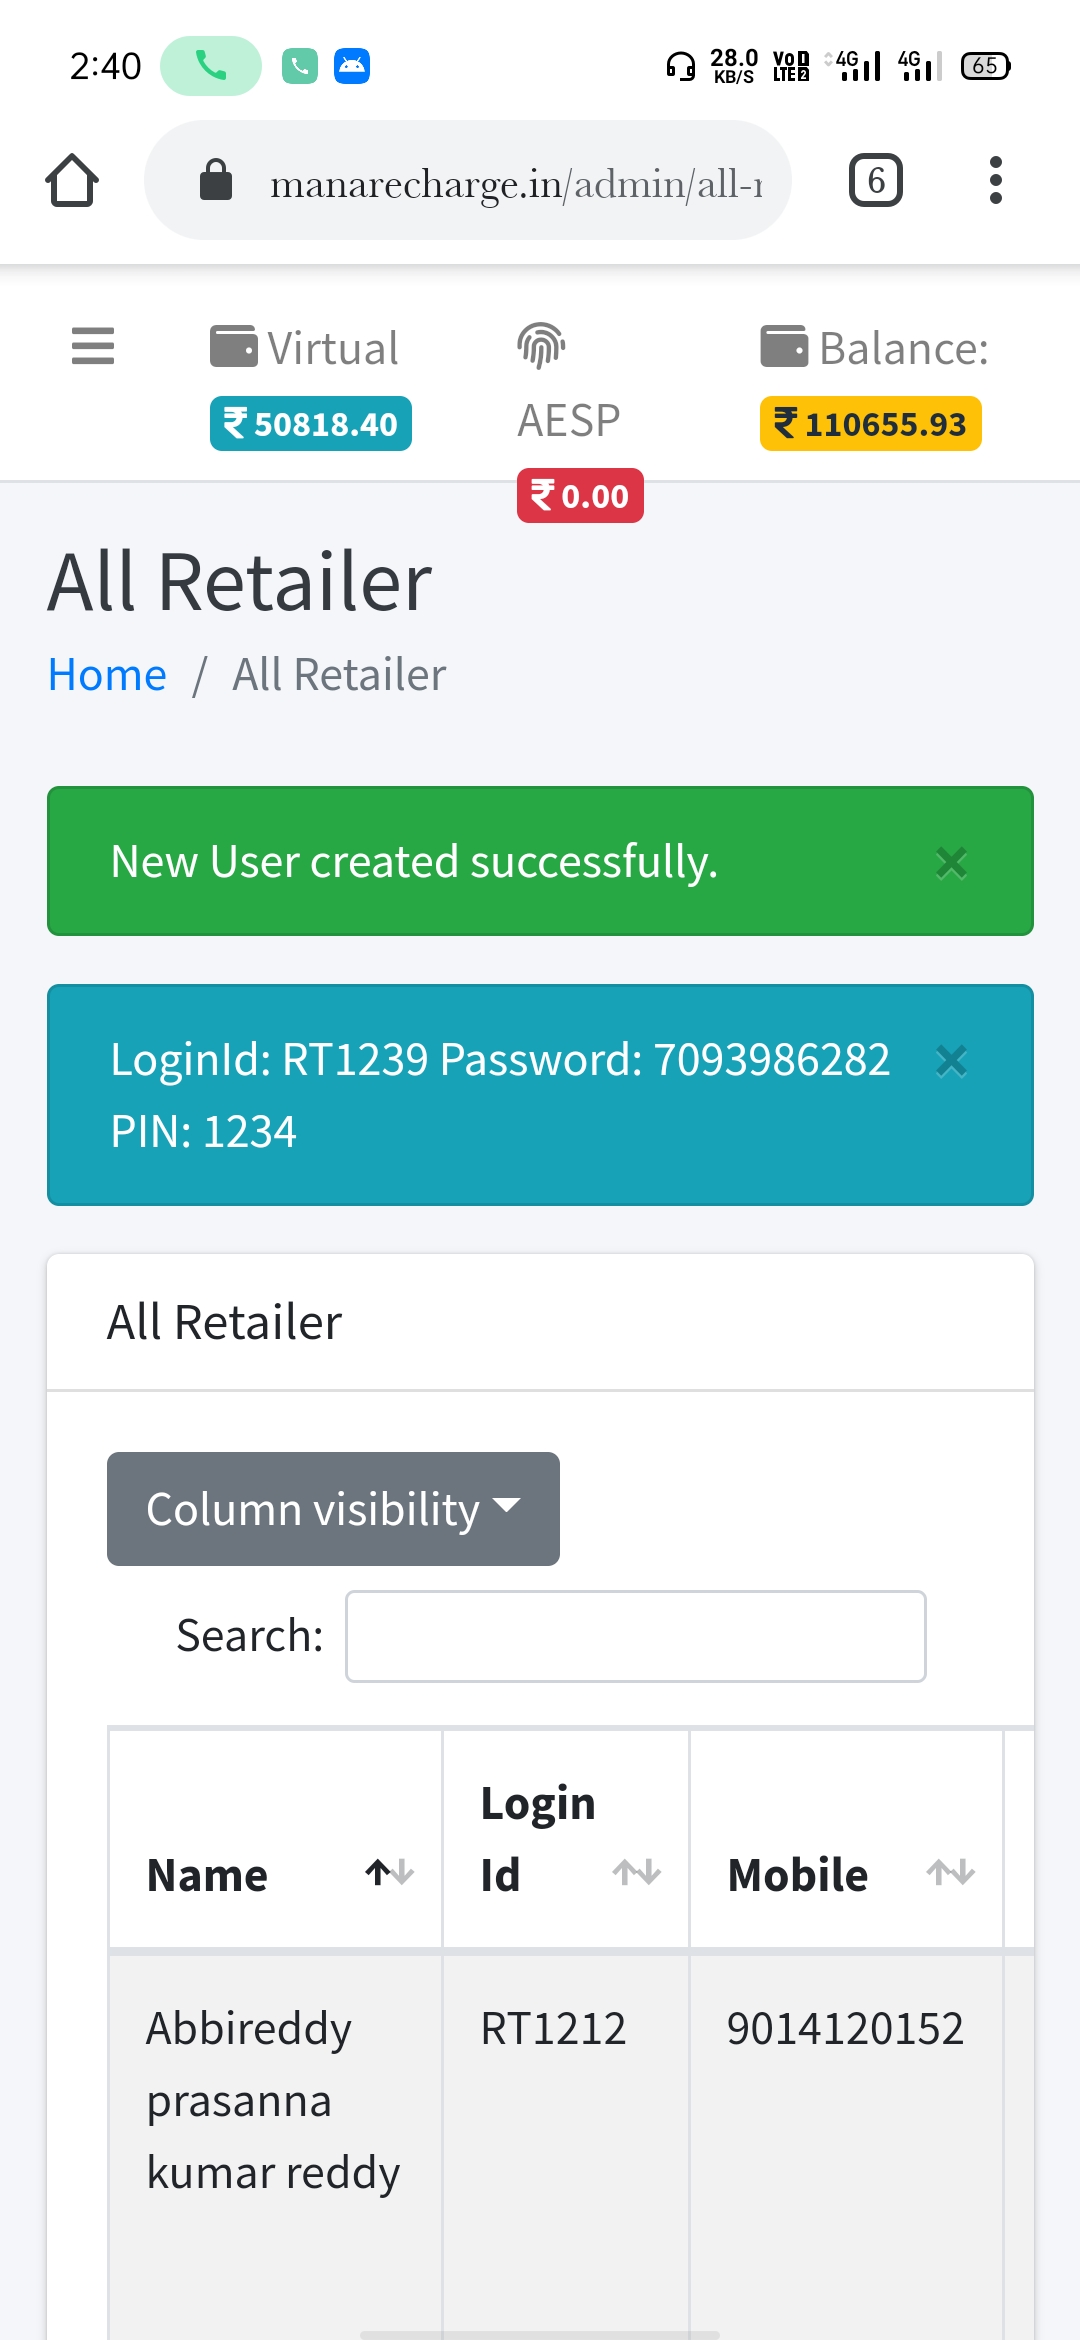 2:40
28.0 KB/S
Vo LTE 2
4G
4G
65
manarecharge.in/admin/all-r
6
Virtual
₹ 50818.40
AESP
₹ 0.00
Balance:
₹ 110655.93
All Retailer
Home / All Retailer
New User created successfully.
×
LoginId: RT1239 Password: 7093986282
×
PIN: 1234
All Retailer
Column visibility
Search:
Name
Login
Id
Mobile
Abbireddy
prasanna
kumar reddy
RT1212
9014120152